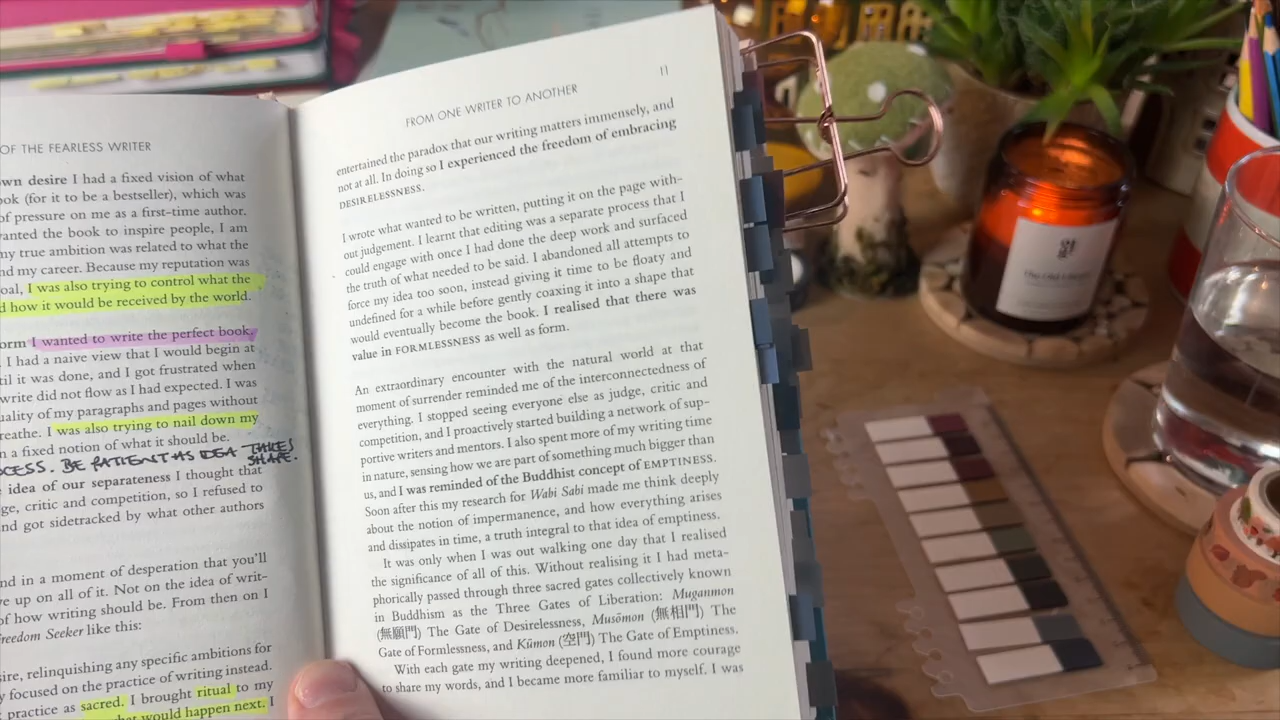 OF THE FEARLESS WRITER
own desire I had a fixed vision of what
ook (for it to be a bestseller), which was
of pressure on me as a first-time author.
anted the book to inspire people, I am
my true ambition was related to what the
nd my career. Because my reputation was
oal, I was also trying to control what the
d how it would be received by the world.
orm I wanted to write the perfect book.
. I had a naive view that I would begin at
til it was done, and I got frustrated when
write did not flow as I had expected. I was
uality of my paragraphs and pages without
reathe. I was also trying to nail down my
n a fixed notion of what it should be.
CESS. BE PATIENT AS IDEA TAKES
SHAPE.
e idea of our separateness I thought that
ge, critic and competition, so I refused to
nd got sidetracked by what other authors
nd in a moment of desperation that you'll
ve up on all of it. Not on the idea of writ-
of how writing should be. From then on I
Freedom Seeker like this:
sire, relinquishing any specific ambitions for
y focused on the practice of writing instead.
practice as sacred. I brought ritual to my
what would happen next. I
FROM ONE WRITER TO ANOTHER
11
entertained the paradox that our writing matters immensely, and
not at all. In doing so I experienced the freedom of embracing
DESIRELESSNESS.
I wrote what wanted to be written, putting it on the page with-
out judgement. I learnt that editing was a separate process that I
could engage with once I had done the deep work and surfaced
the truth of what needed to be said. I abandoned all attempts to
force my idea too soon, instead giving it time to be floaty and
undefined for a while before gently coaxing it into a shape that
would eventually become the book. I realised that there was
value in FORMLESSNESS as well as form.
An extraordinary encounter with the natural world at that
moment of surrender reminded me of the interconnectedness of
everything. I stopped seeing everyone else as judge, critic and
competition, and I proactively started building a network of sup-
portive writers and mentors. I also spent more of my writing time
in nature, sensing how we are part of something much bigger than
us, and I was reminded of the Buddhist concept of EMPTINESS.
Soon after this my research for Wabi Sabi made me think deeply
about the notion of impermanence, and how everything arises
and dissipates in time, a truth integral to that idea of emptiness.
It was only when I was out walking one day that I realised
the significance of all of this. Without realising it I had meta-
phorically passed through three sacred gates collectively known
in Buddhism as the Three Gates of Liberation: Muganmon
(無願門) The Gate of Desirelessness, Musōmon (無相門) The
Gate of Formlessness, and Kūmon (空門) The Gate of Emptiness.
With each gate my writing deepened, I found more courage
to share my words, and I became more familiar to myself. I was